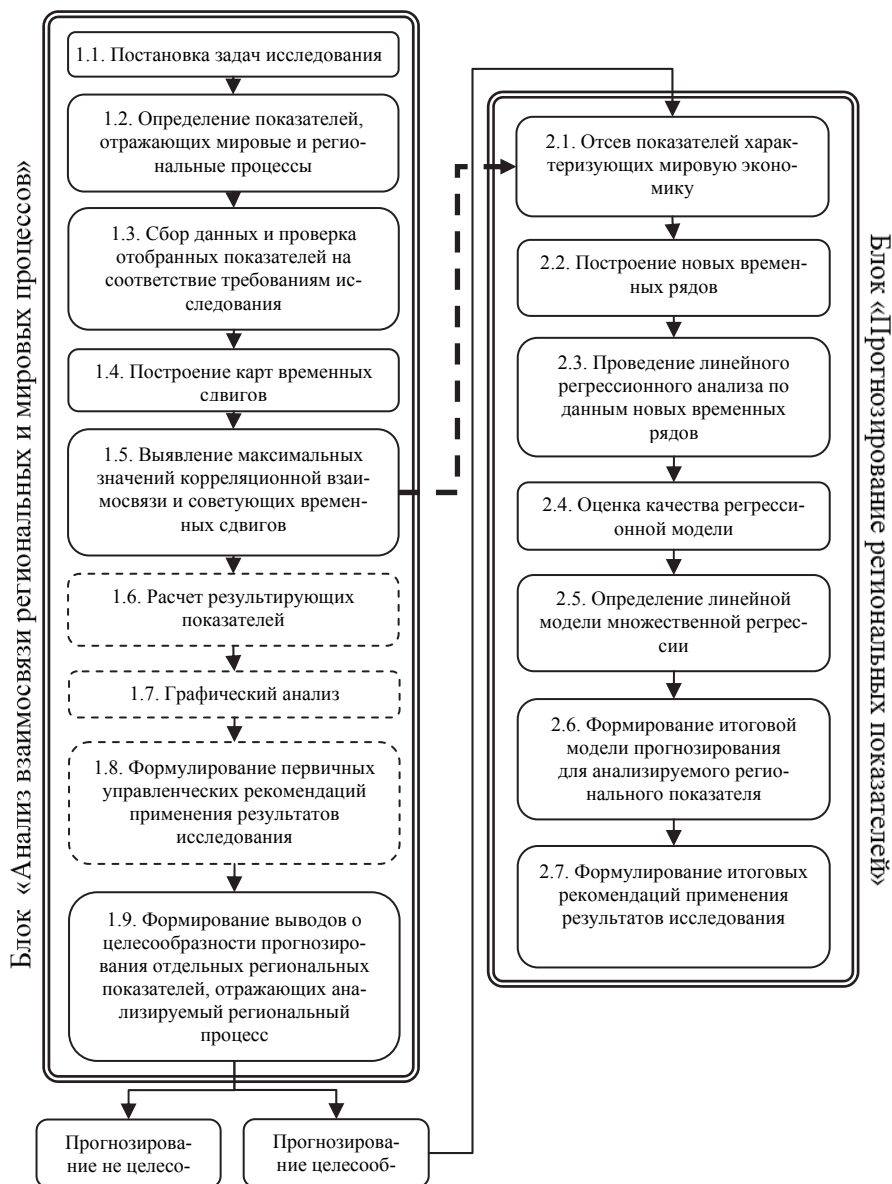 Блок «Анализ взаимосвязи региональных и мировых процессов»
1.1. Постановка задач исследования
1.2. Определение показателей,
отражающих мировые и реги-
ональные процессы
1.3. Сбор данных и проверка
отобранных показателей на
соответствие требованиям ис-
следования
1.4. Построение карт временных
сдвигов
1.5. Выявление максимальных
значений корреляционной взаи-
мосвязи и советующих времен-
ных сдвигов
1.6. Расчет результирующих
показателей
1.7. Графический анализ
1.8. Формулирование первичных
управленческих рекомендаций
применения результатов
исследования
1.9. Формирование выводов о
целесообразности прогнозиро-
вания отдельных региональных
показателей, отражающих ана-
лизируемый региональный
процесс
Прогнозирова-
ние не целесо-
Прогнозирова-
ние целесооб-
Блок «Прогнозирование региональных показателей»
2.1. Отсев показателей харак-
теризующих мировую эконо-
мику
2.2. Построение новых времен-
ных рядов
2.3. Проведение линейного
регрессионного анализа по
данным новых временных
рядов
2.4. Оценка качества регресси-
онной модели
2.5. Определение линейной
модели множественной регрес-
сии
2.6. Формирование итоговой
модели прогнозирования
для анализируемого регио-
нального показателя
2.7. Формулирование итоговых
рекомендаций применения
результатов исследования